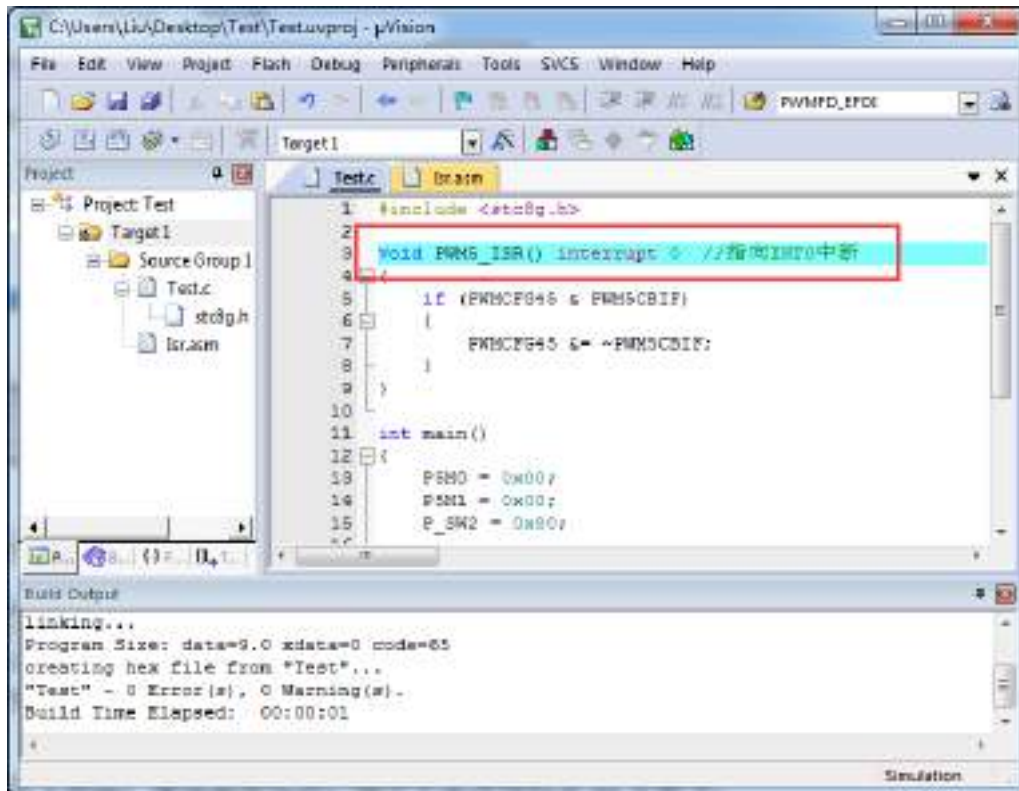 C:\Users\Liu\Desktop\Test\Test.uvproj - µVision
File Edit View Project Flash Debug Peripherals Tools SVCS Window Help
Target 1
Project
Test.c
Isr.asm
Project: Test
Target 1
Source Group 1
Test.c
stc8g.h
Isr.asm
1 #include <stc8g.h>
2
3 void PWM5_ISR() interrupt 0 //指向INT0中断
4 {
5 if (PWMCFG45 & PWM5CBIF)
6 {
7 PWMCFG45 &= ~PWM5CBIF;
8 }
9 }
10
11 int main()
12 {
13 P5M0 = 0x00;
14 P5M1 = 0x00;
15 P_SW2 = 0x80;
Build Output
linking...
Program Size: data=9.0 xdata=0 code=65
creating hex file from "Test"...
"Test" - 0 Error(s), 0 Warning(s).
Build Time Elapsed: 00:00:01
Simulation